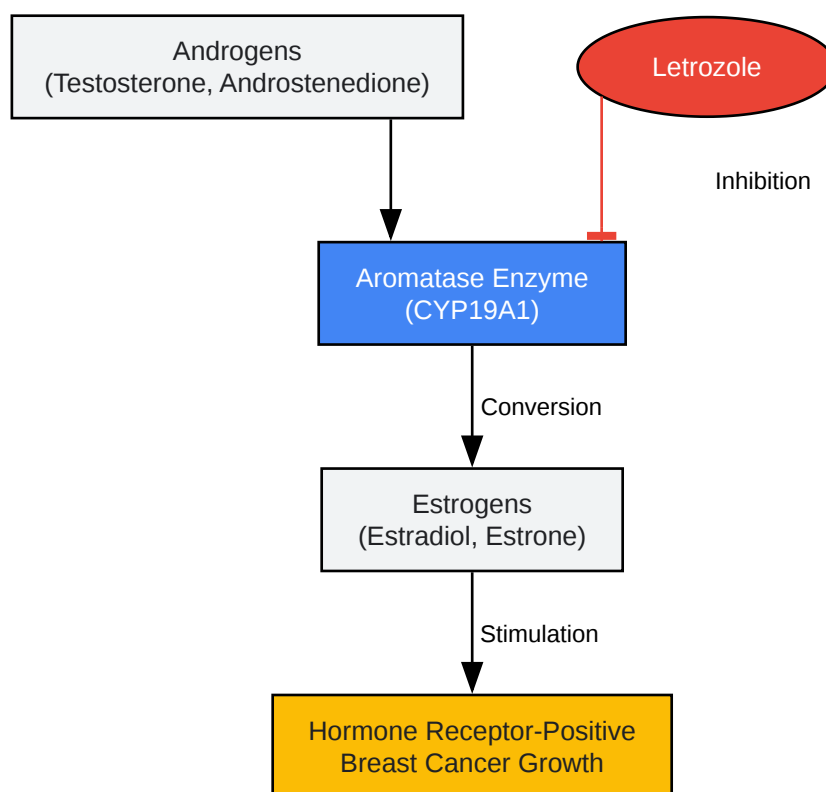 Androgens
(Testosterone, Androstenedione)
Letrozole
Inhibition
Aromatase Enzyme
(CYP19A1)
Conversion
Estrogens
(Estradiol, Estrone)
Stimulation
Hormone Receptor-Positive
Breast Cancer Growth